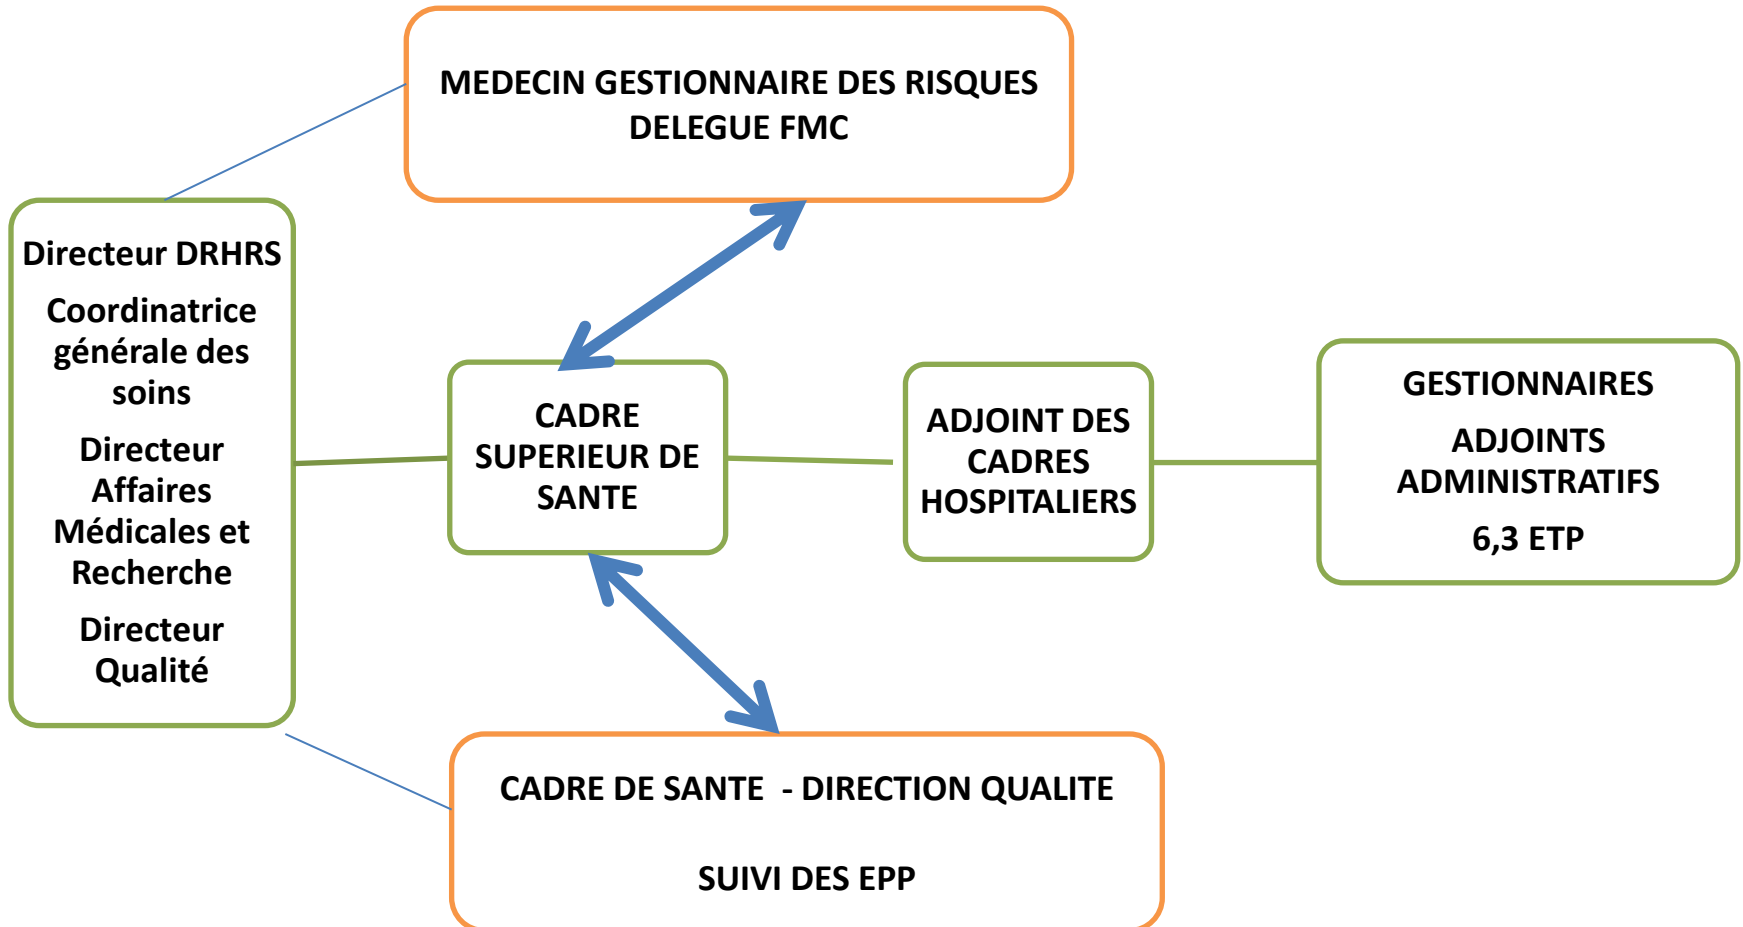 MEDECIN GESTIONNAIRE DES RISQUES
DELEGUE FMC
Directeur DRHRS
Coordinatrice
générale des
soins
Directeur
Affaires
Médicales et
Recherche
Directeur
Qualité
CADRE
SUPERIEUR DE
SANTE
ADJOINT DES
CADRES
HOSPITALIERS
GESTIONNAIRES
ADJOINTS
ADMINISTRATIFS
6,3 ETP
CADRE DE SANTE - DIRECTION QUALITE
SUIVI DES EPP